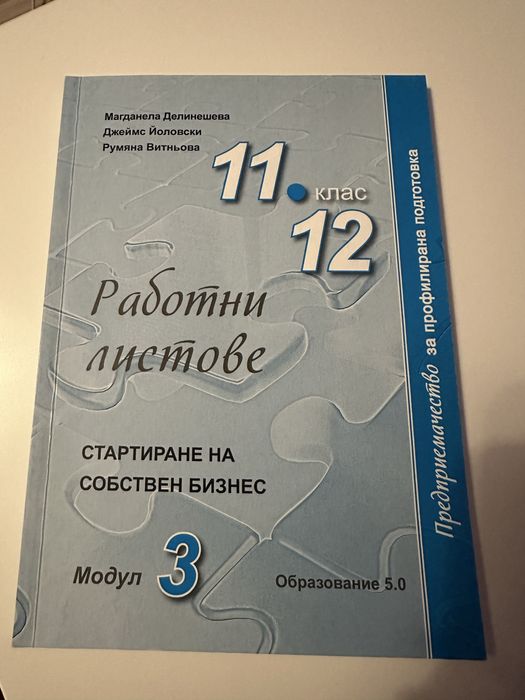 Магданела Делинешева
Джеймс Йоловски
Румяна Витньова
11. клас
12
Работни
листове
СТАРТИРАНЕ НА
СОБСТВЕН БИЗНЕС
Модул 3
Образование 5.0
Предприемачество за профилирана подготовка